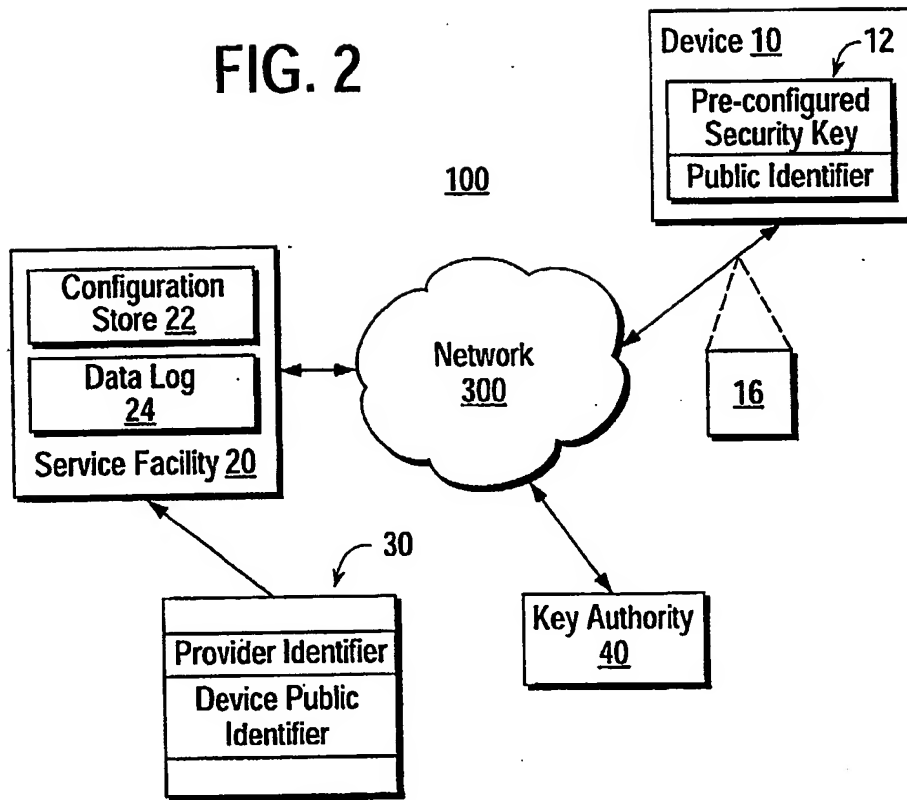 FIG. 2
Device 10
12
Pre-configured
Security Key
Public Identifier
100
Configuration
Store 22
Data Log
24
Service Facility 20
Network
300
16
30
Provider Identifier
Device Public
Identifier
Key Authority
40